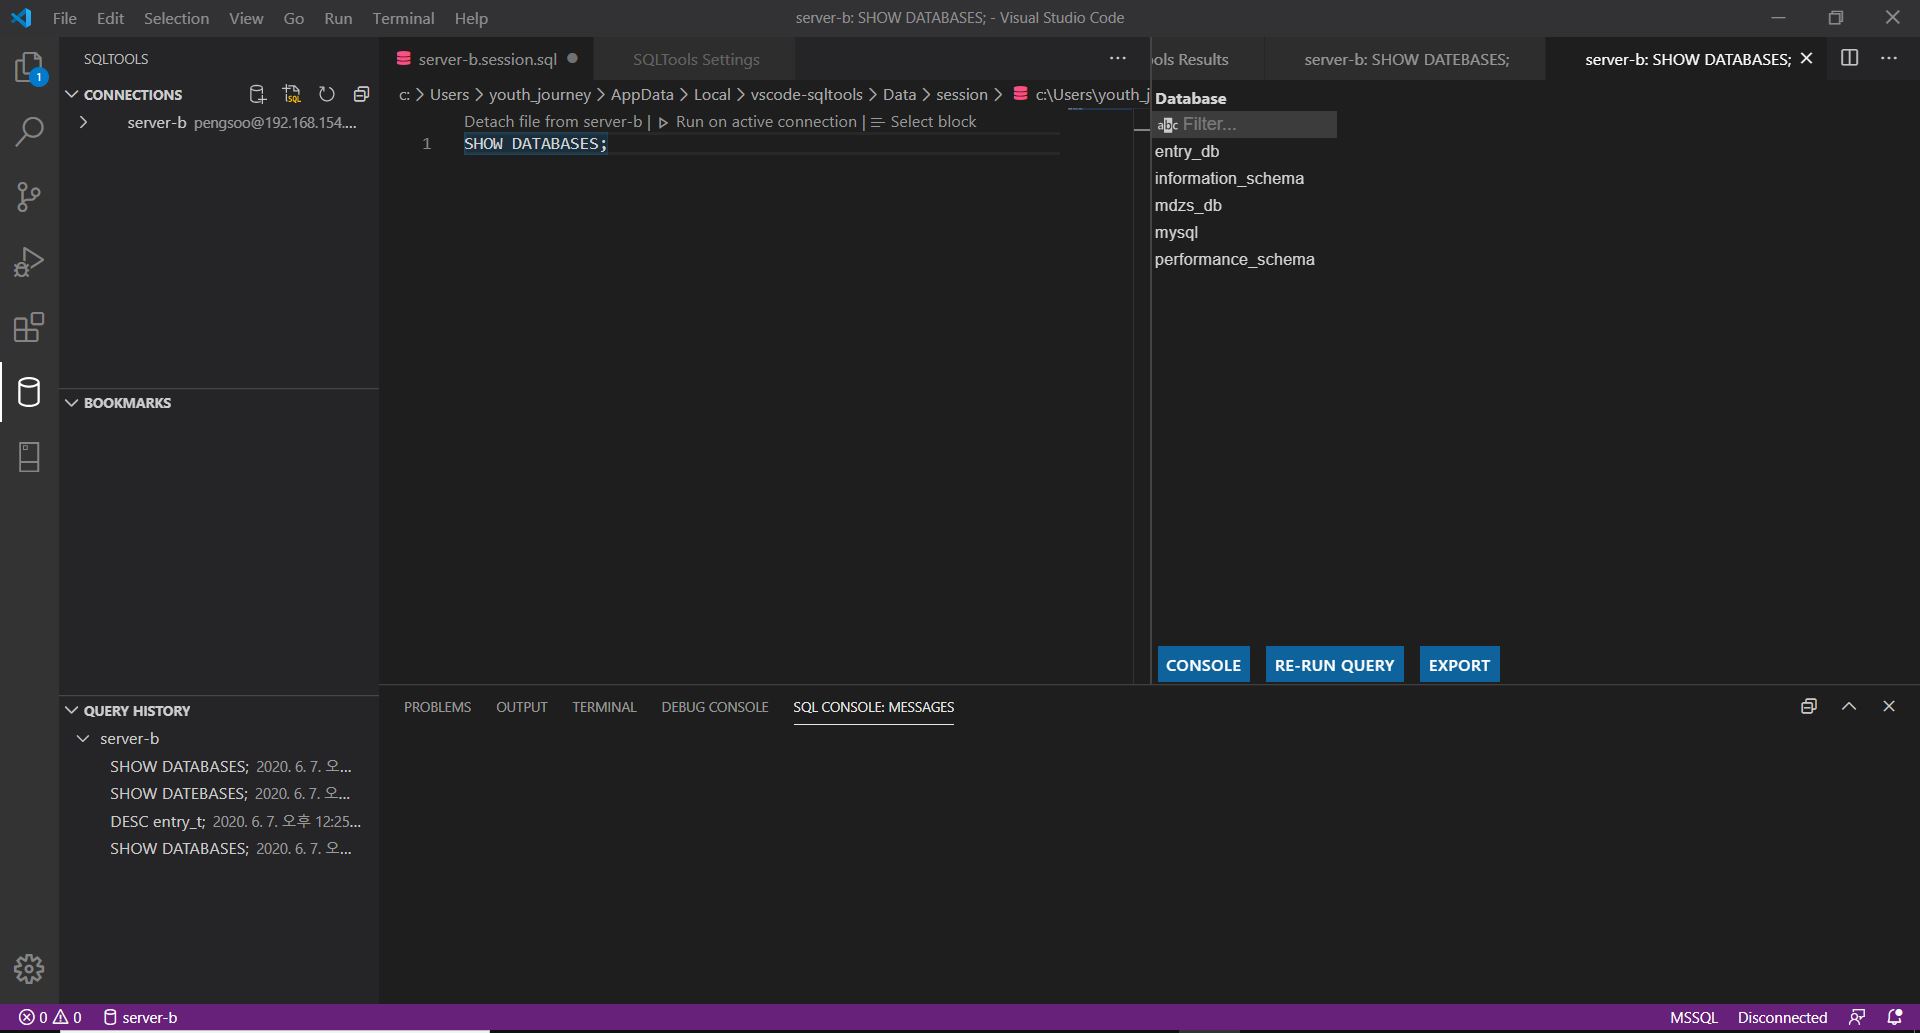 File Edit Selection View Go Run Terminal Help
server-b: SHOW DATABASES; - Visual Studio Code
1
SQLTOOLS
CONNECTIONS
SQL
server-b pengsoo@192.168.154....
BOOKMARKS
QUERY HISTORY
server-b
SHOW DATABASES; 2020. 6. 7. 오...
SHOW DATEBASES; 2020. 6. 7. 오...
DESC entry_t; 2020. 6. 7. 오후 12:25...
SHOW DATABASES; 2020. 6. 7. 오...
server-b.session.sql
SQLTools Settings
c: > Users > youth_journey > AppData > Local > vscode-sqltools > Data > session > c:\Users\youth_j
Detach file from server-b | Run on active connection | Select block
1 SHOW DATABASES;
ols Results
server-b: SHOW DATEBASES;
server-b: SHOW DATABASES;
Database
abc Filter...
entry_db
information_schema
mdzs_db
mysql
performance_schema
CONSOLE RE-RUN QUERY EXPORT
PROBLEMS OUTPUT TERMINAL DEBUG CONSOLE SQL CONSOLE: MESSAGES
0 0 server-b
MSSQL Disconnected